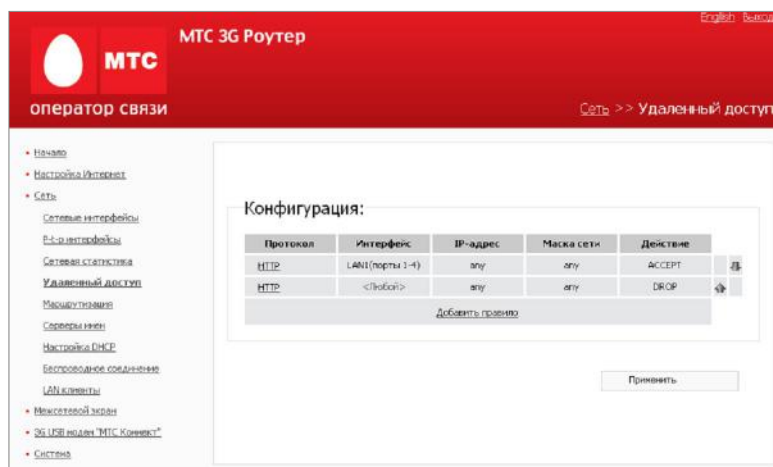 English Выход
МТС 3G Роутер
МТС
оператор связи
Сеть >> Удаленный доступ
Начало
Настройка Интернет
Сеть
Сетевые интерфейсы
P-t-p интерфейсы
Сетевая статистика
Удаленный доступ
Маршрутизация
Серверы имен
Настройка DHCP
Беспроводное соединение
LAN клиенты
Межсетевой экран
3G USB модем "МТС Коннект"
Система
Конфигурация:
Протокол Интерфейс IP-адрес Маска сети Действие
HTTP LAN1(порты 1-4) any any ACCEPT
HTTP <Любой> any any DROP
Добавить правило
Применить